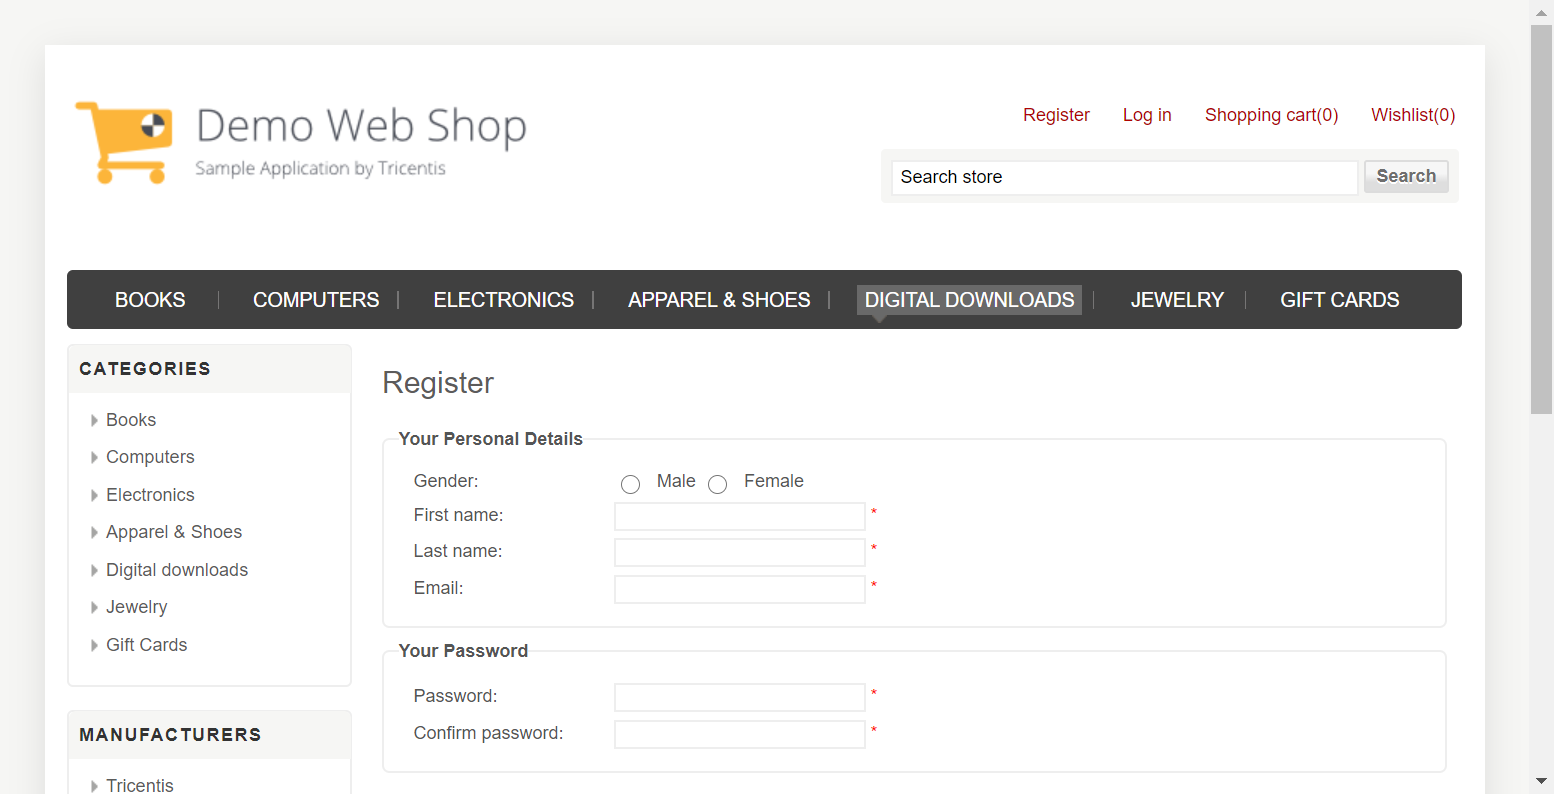 Demo Web Shop
Sample Application by Tricentis
Register Log in Shopping cart(0) Wishlist(0)
Search store Search
BOOKS COMPUTERS ELECTRONICS APPAREL & SHOES DIGITAL DOWNLOADS JEWELRY GIFT CARDS
CATEGORIES
Books
Computers
Electronics
Apparel & Shoes
Digital downloads
Jewelry
Gift Cards
MANUFACTURERS
Tricentis
Register
Your Personal Details
Gender: Male Female
First name: *
Last name: *
Email: *
Your Password
Password: *
Confirm password: *